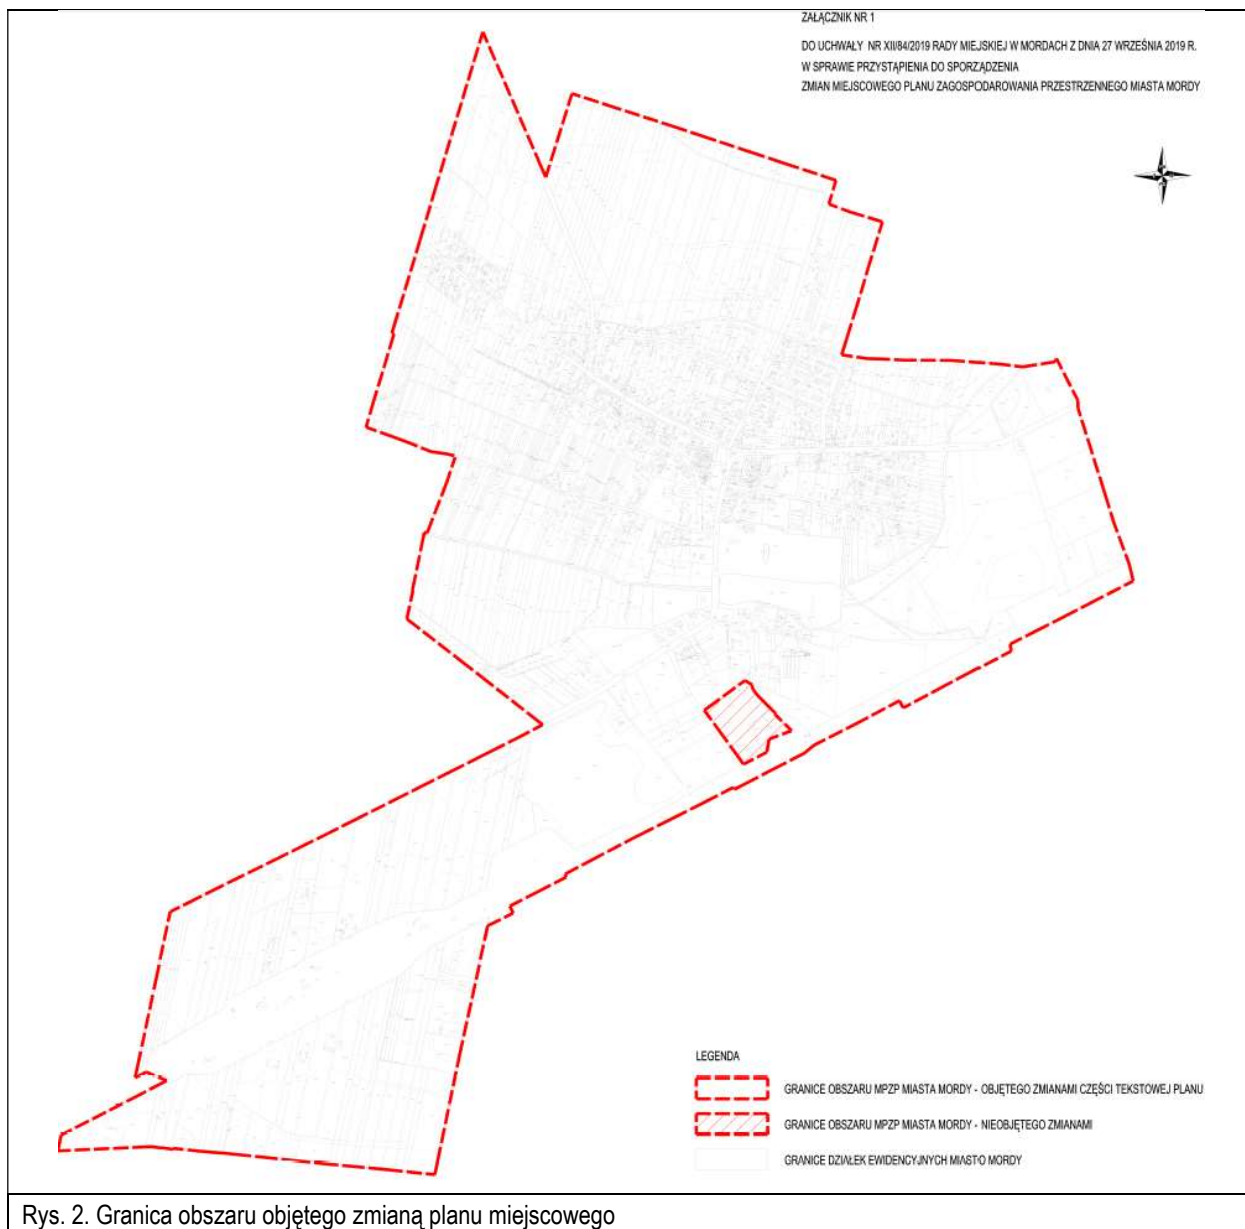 ZAŁĄCZNIK NR 1
DO UCHWAŁY NR XII/84/2019 RADY MIEJSKIEJ W MORDACH Z DNIA 27 WRZEŚNIA 2019 R.
W SPRAWIE PRZYSTĄPIENIA DO SPORZĄDZENIA
ZMIAN MIEJSCOWEGO PLANU ZAGOSPODAROWANIA PRZESTRZENNEGO MIASTA MORDY
LEGENDA
GRANICE OBSZARU MPZP MIASTA MORDY - OBJĘTEGO ZMIANAMI CZĘŚCI TEKSTOWEJ PLANU
GRANICE OBSZARU MPZP MIASTA MORDY - NIEOBJĘTEGO ZMIANAMI
GRANICE DZIAŁEK EWIDENCYJNYCH MIASTO MORDY
Rys. 2. Granica obszaru objętego zmianą planu miejscowego